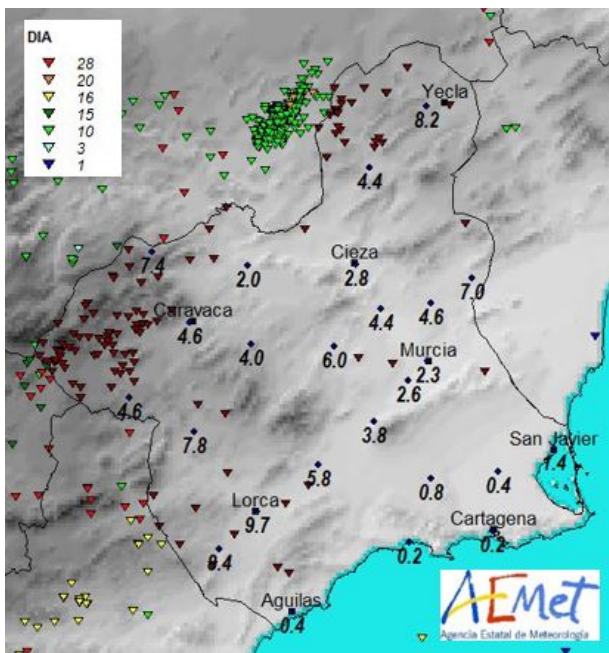 DIA
28
20
16
15
10
3
1
Yecla
8.2
4.4
7.4
2.0
Cieza
2.8
7.0
Caravaca
4.6
4.4
4.6
4.0
6.0
Murcia
2.3
2.6
4.6
7.8
3.8
San Javier
1.4
5.8
0.8
0.4
Lorca
9.7
Cartagena
0.2
0.2
9.4
Aguilas
0.4
AEMet
Agencia Estatal de Meteorología